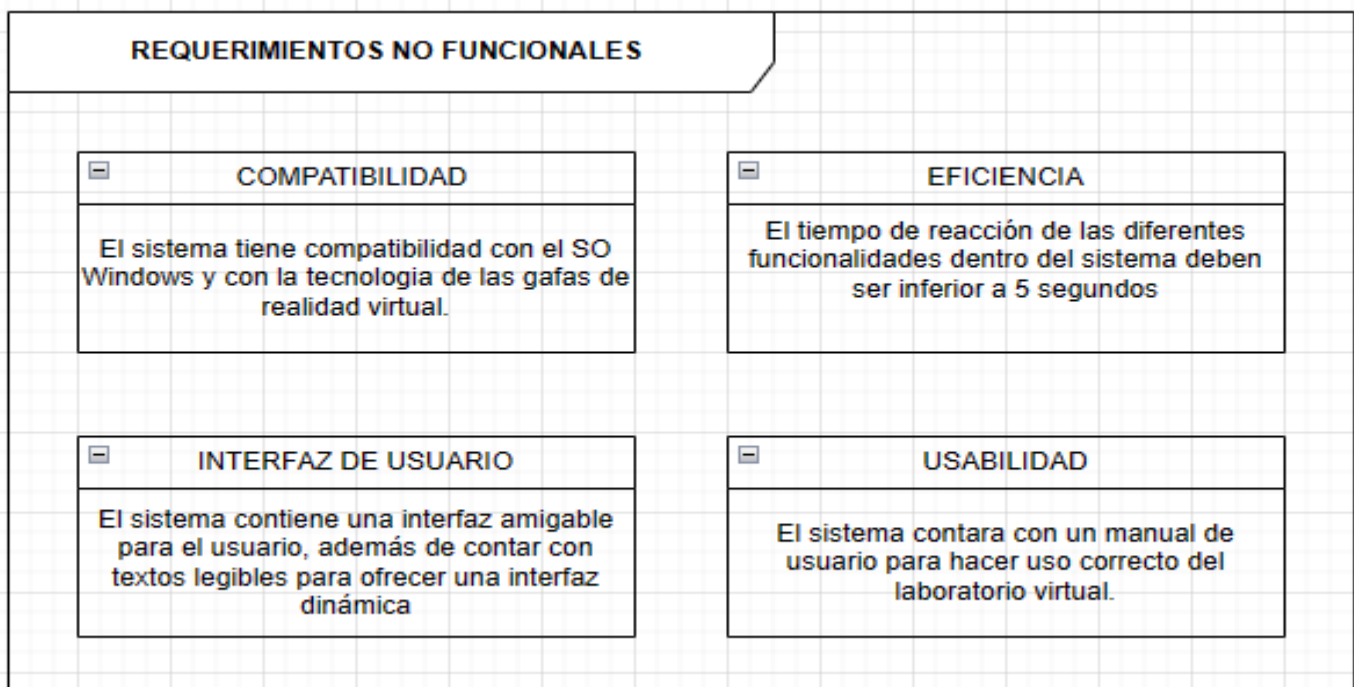 REQUERIMIENTOS NO FUNCIONALES
COMPATIBILIDAD
El sistema tiene compatibilidad con el SO
Windows y con la tecnologia de las gafas de
realidad virtual.
EFICIENCIA
El tiempo de reacción de las diferentes
funcionalidades dentro del sistema deben
ser inferior a 5 segundos
INTERFAZ DE USUARIO
El sistema contiene una interfaz amigable
para el usuario, además de contar con
textos legibles para ofrecer una interfaz
dinámica
USABILIDAD
El sistema contara con un manual de
usuario para hacer uso correcto del
laboratorio virtual.